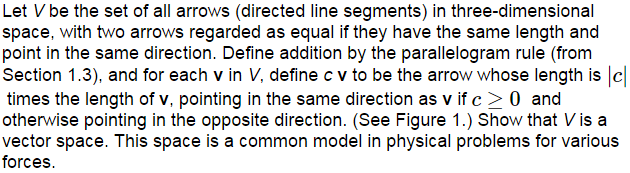 Let V be the set of all arrows (directed line segments) in three-dimensional
space, with two arrows regarded as equal if they have the same length and
point in the same direction. Define addition by the parallelogram rule (from
Section 1.3), and for each v in V, define c v to be the arrow whose length is |c|
times the length of v, pointing in the same direction as v if c ≥ 0 and
otherwise pointing in the opposite direction. (See Figure 1.) Show that V is a
vector space. This space is a common model in physical problems for various
forces.